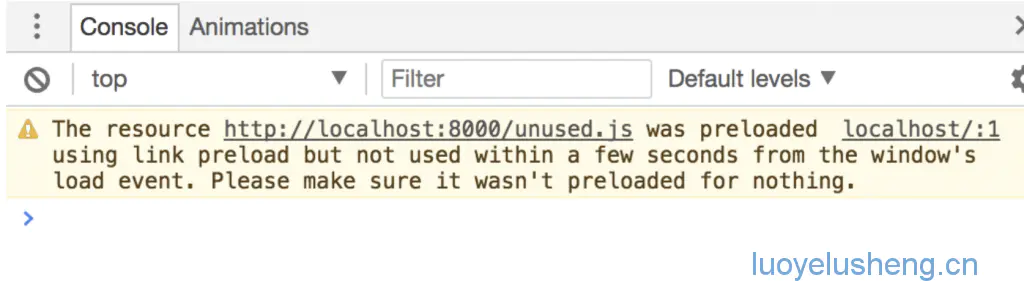 Console Animations
top Filter Default levels
The resource http://localhost:8000/unused.js was preloaded localhost/:1
using link preload but not used within a few seconds from the window's
load event. Please make sure it wasn't preloaded for nothing.
luoyelusheng.cn